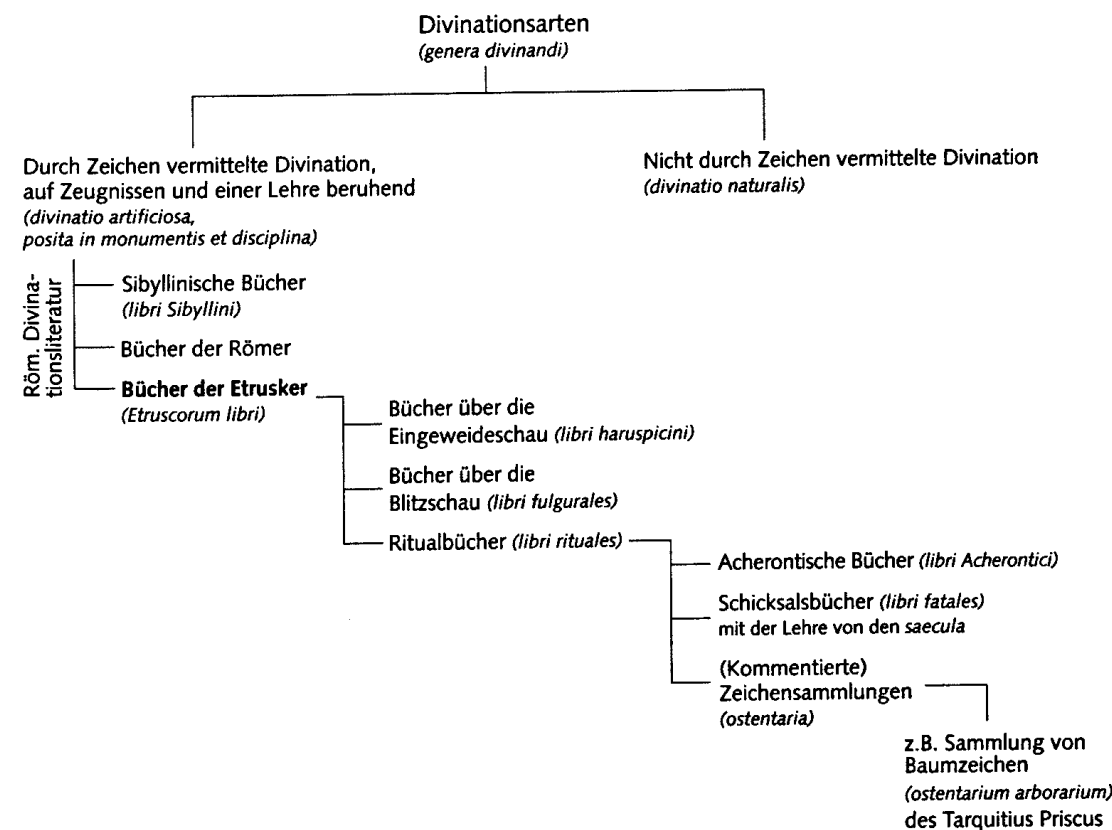 Divinationsarten
(genera divinandi)
Durch Zeichen vermittelte Divination,
auf Zeugnissen und einer Lehre beruhend
(divinatio artificiosa,
posita in monumentis et disciplina)
Nicht durch Zeichen vermittelte Divination
(divinatio naturalis)
Röm. Divina-
tionsliteratur
Sibyllinische Bücher
(libri Sibyllini)
Bücher der Römer
Bücher der Etrusker
(Etruscorum libri)
Bücher über die
Eingeweideschau (libri haruspicini)
Bücher über die
Blitzschau (libri fulgurales)
Ritualbücher (libri rituales)
Acherontische Bücher (libri Acherontici)
Schicksalsbücher (libri fatales)
mit der Lehre von den saecula
(Kommentierte)
Zeichensammlungen
(ostentaria)
z.B. Sammlung von
Baumzeichen
(ostentarium arborarium)
des Tarquitius Priscus